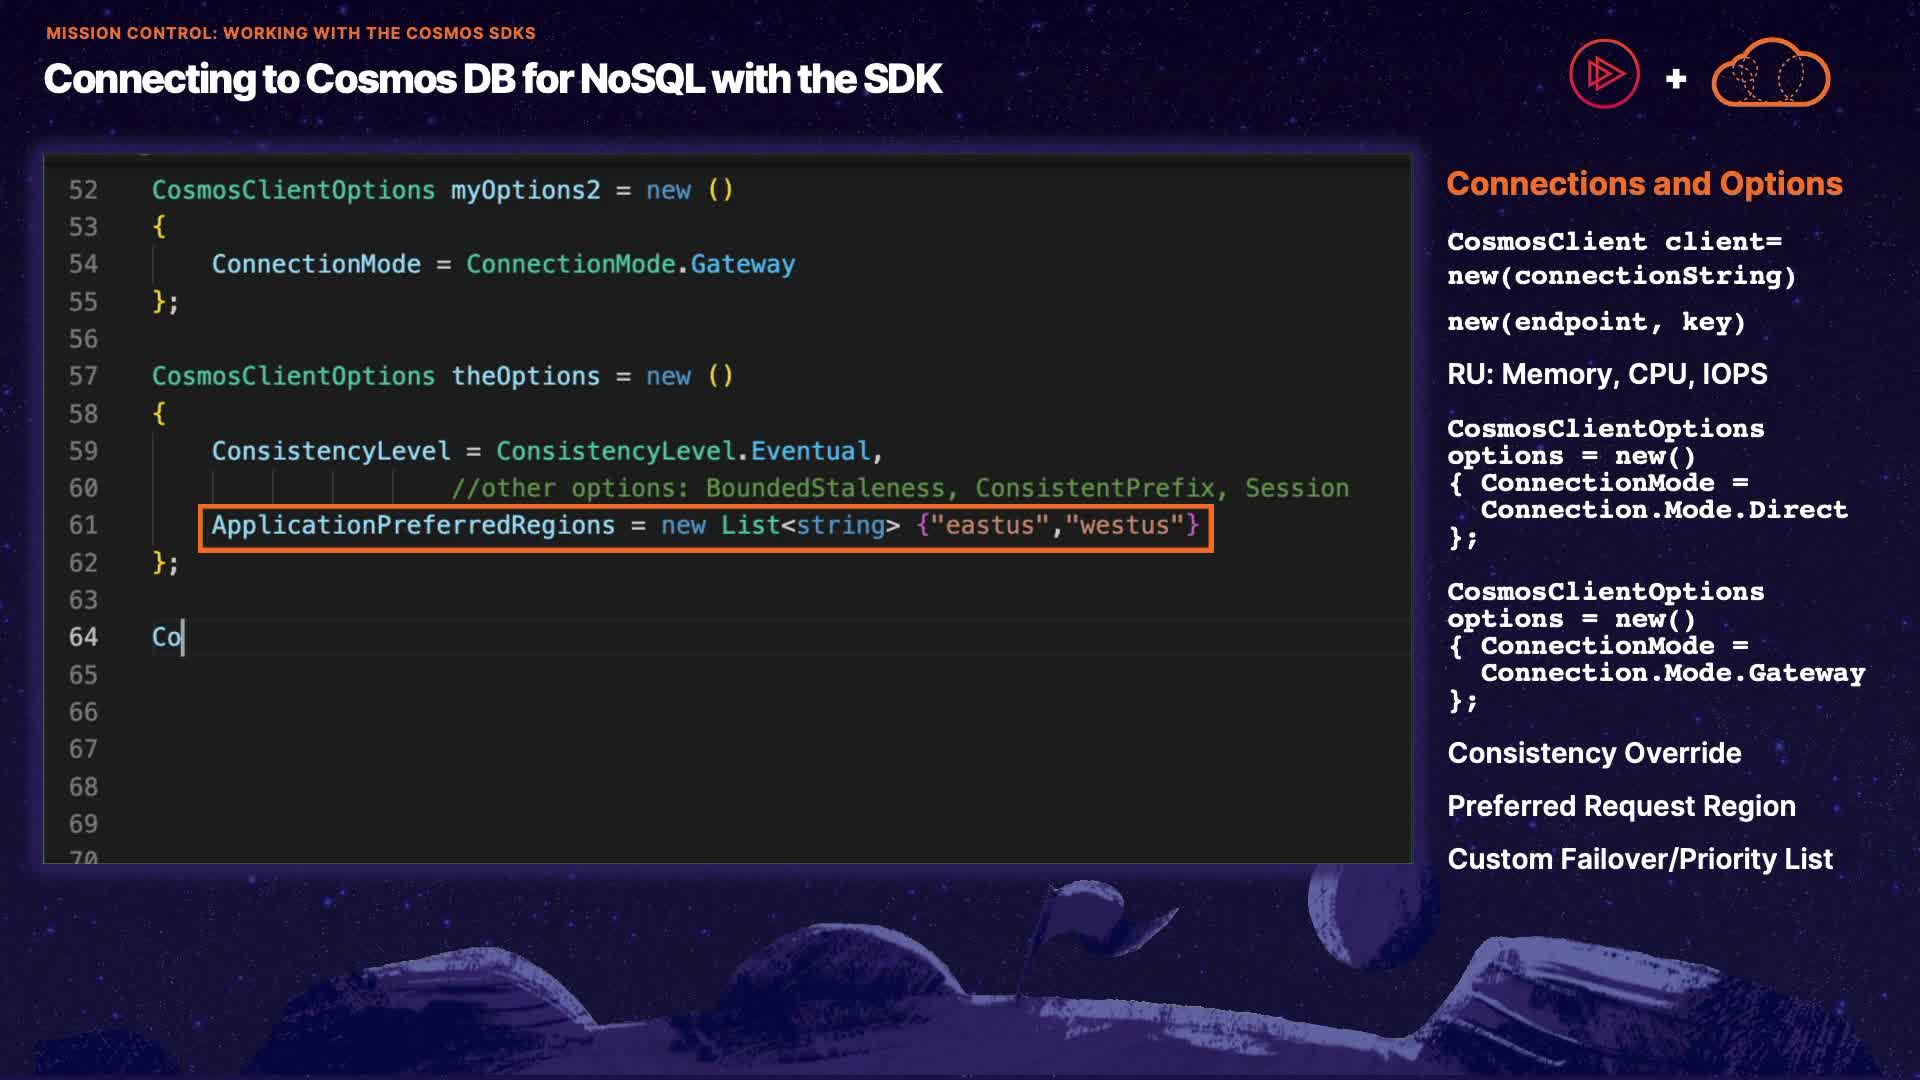 MISSION CONTROL: WORKING WITH THE COSMOS SDKS
Connecting to Cosmos DB for NoSQL with the SDK
+
52 CosmosClientOptions myOptions2 = new ()
53 {
54 ConnectionMode = ConnectionMode.Gateway
55 };
56
57 CosmosClientOptions theOptions = new ()
58 {
59 ConsistencyLevel = ConsistencyLevel.Eventual,
60 //other options: BoundedStaleness, ConsistentPrefix, Session
61 ApplicationPreferredRegions = new List<string> {"eastus","westus"}
62 };
63
64 Co
65
66
67
68
69
70
Connections and Options
CosmosClient client=
new(connectionString)
new(endpoint, key)
RU: Memory, CPU, IOPS
CosmosClientOptions
options = new()
{ ConnectionMode =
Connection.Mode.Direct
};
CosmosClientOptions
options = new()
{ ConnectionMode =
Connection.Mode.Gateway
};
Consistency Override
Preferred Request Region
Custom Failover/Priority List